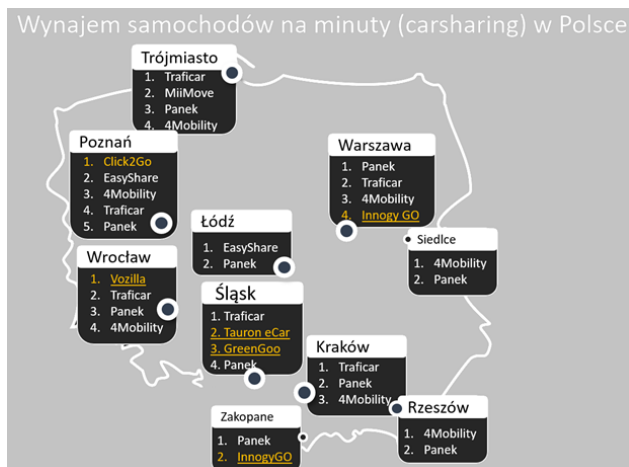 Wynajem samochodów na minuty (carsharing) w Polsce
Trójmiasto
1. Traficar
2. MiiMove
3. Panek
4. 4Mobility
Poznań
1. Click2Go
2. EasyShare
3. 4Mobility
4. Traficar
5. Panek
Warszawa
1. Panek
2. Traficar
3. 4Mobility
4. Innogy GO
Łódź
1. EasyShare
2. Panek
Siedlce
1. 4Mobility
2. Panek
Wrocław
1. Vozilla
2. Traficar
3. Panek
4. 4Mobility
Śląsk
1. Traficar
2. Tauron eCar
3. GreenGoo
4. Panek
Kraków
1. Traficar
2. Panek
3. 4Mobility
Rzeszów
1. 4Mobility
2. Panek
Zakopane
1. Panek
2. InnogyGO